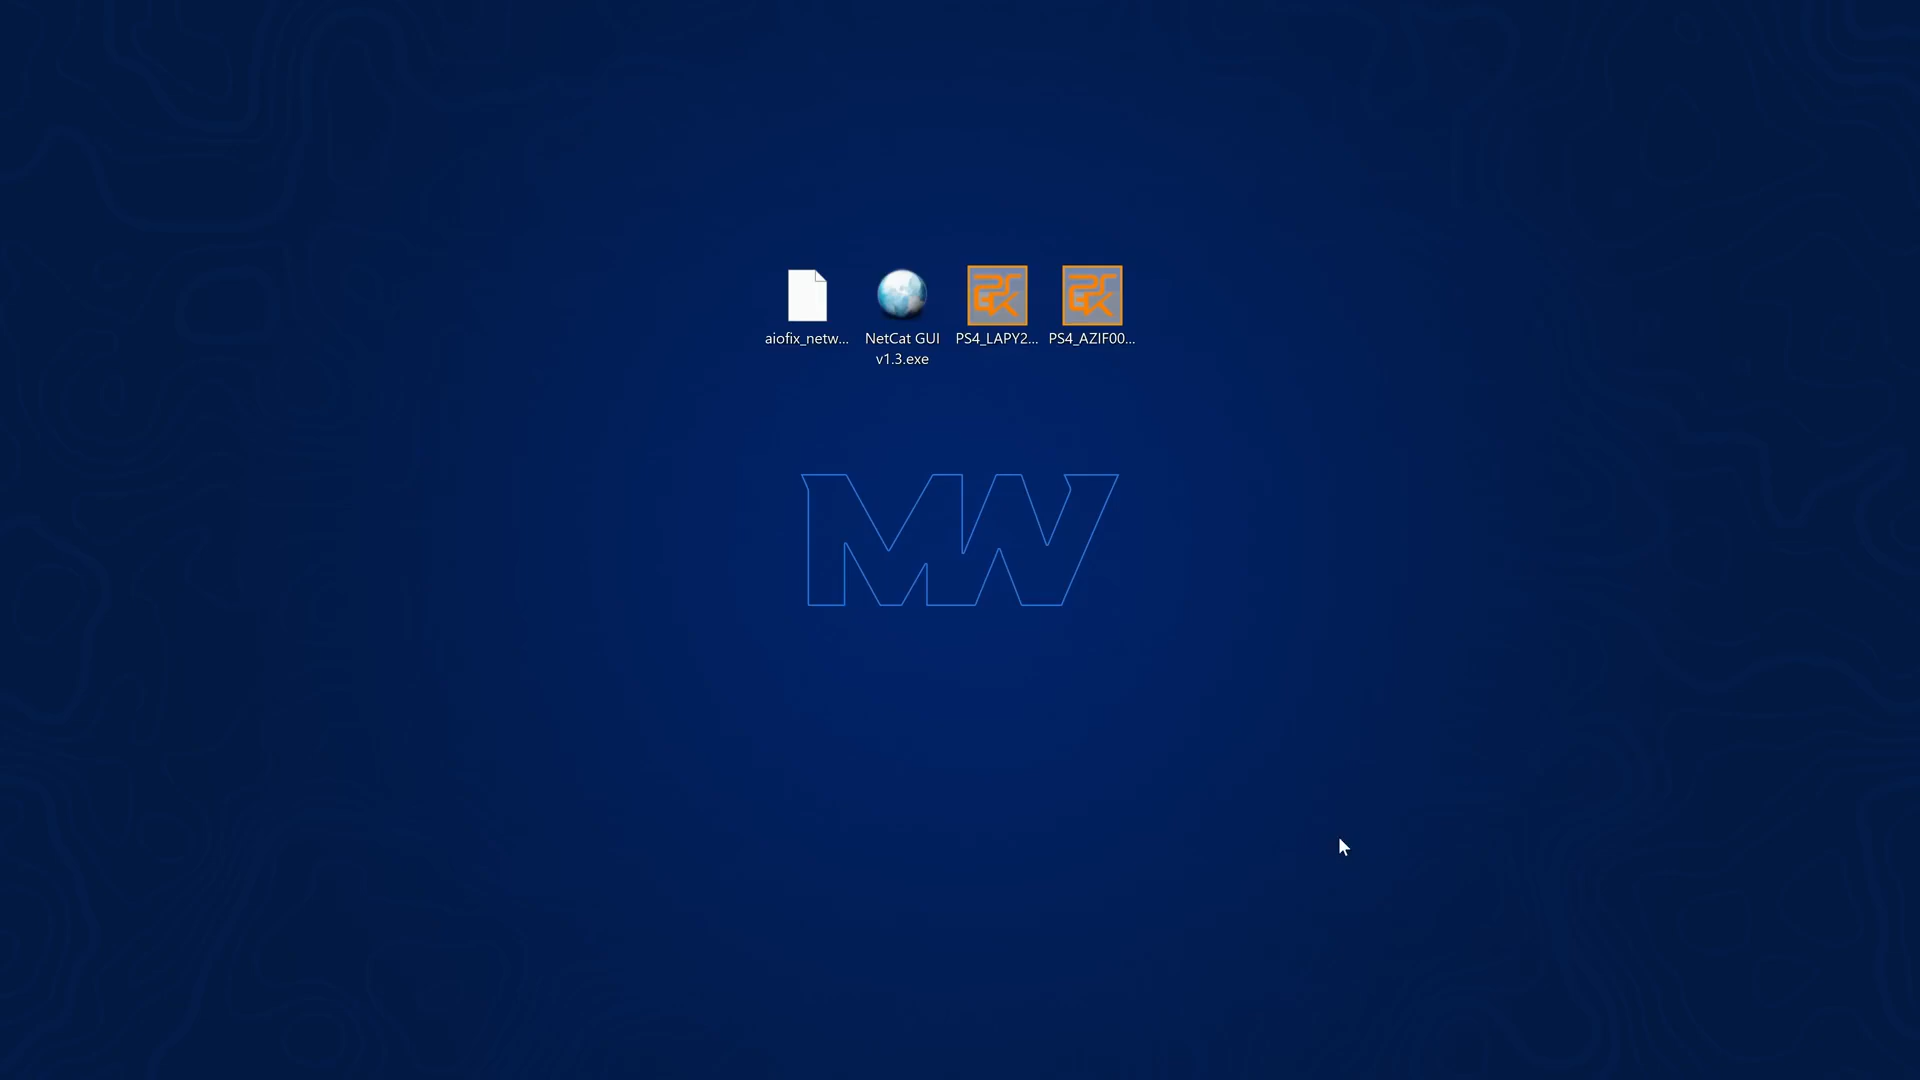 aiofix_netw...
NetCat GUI
v1.3.exe
PS4_LAPY2...
PS4_AZIF00...
MW